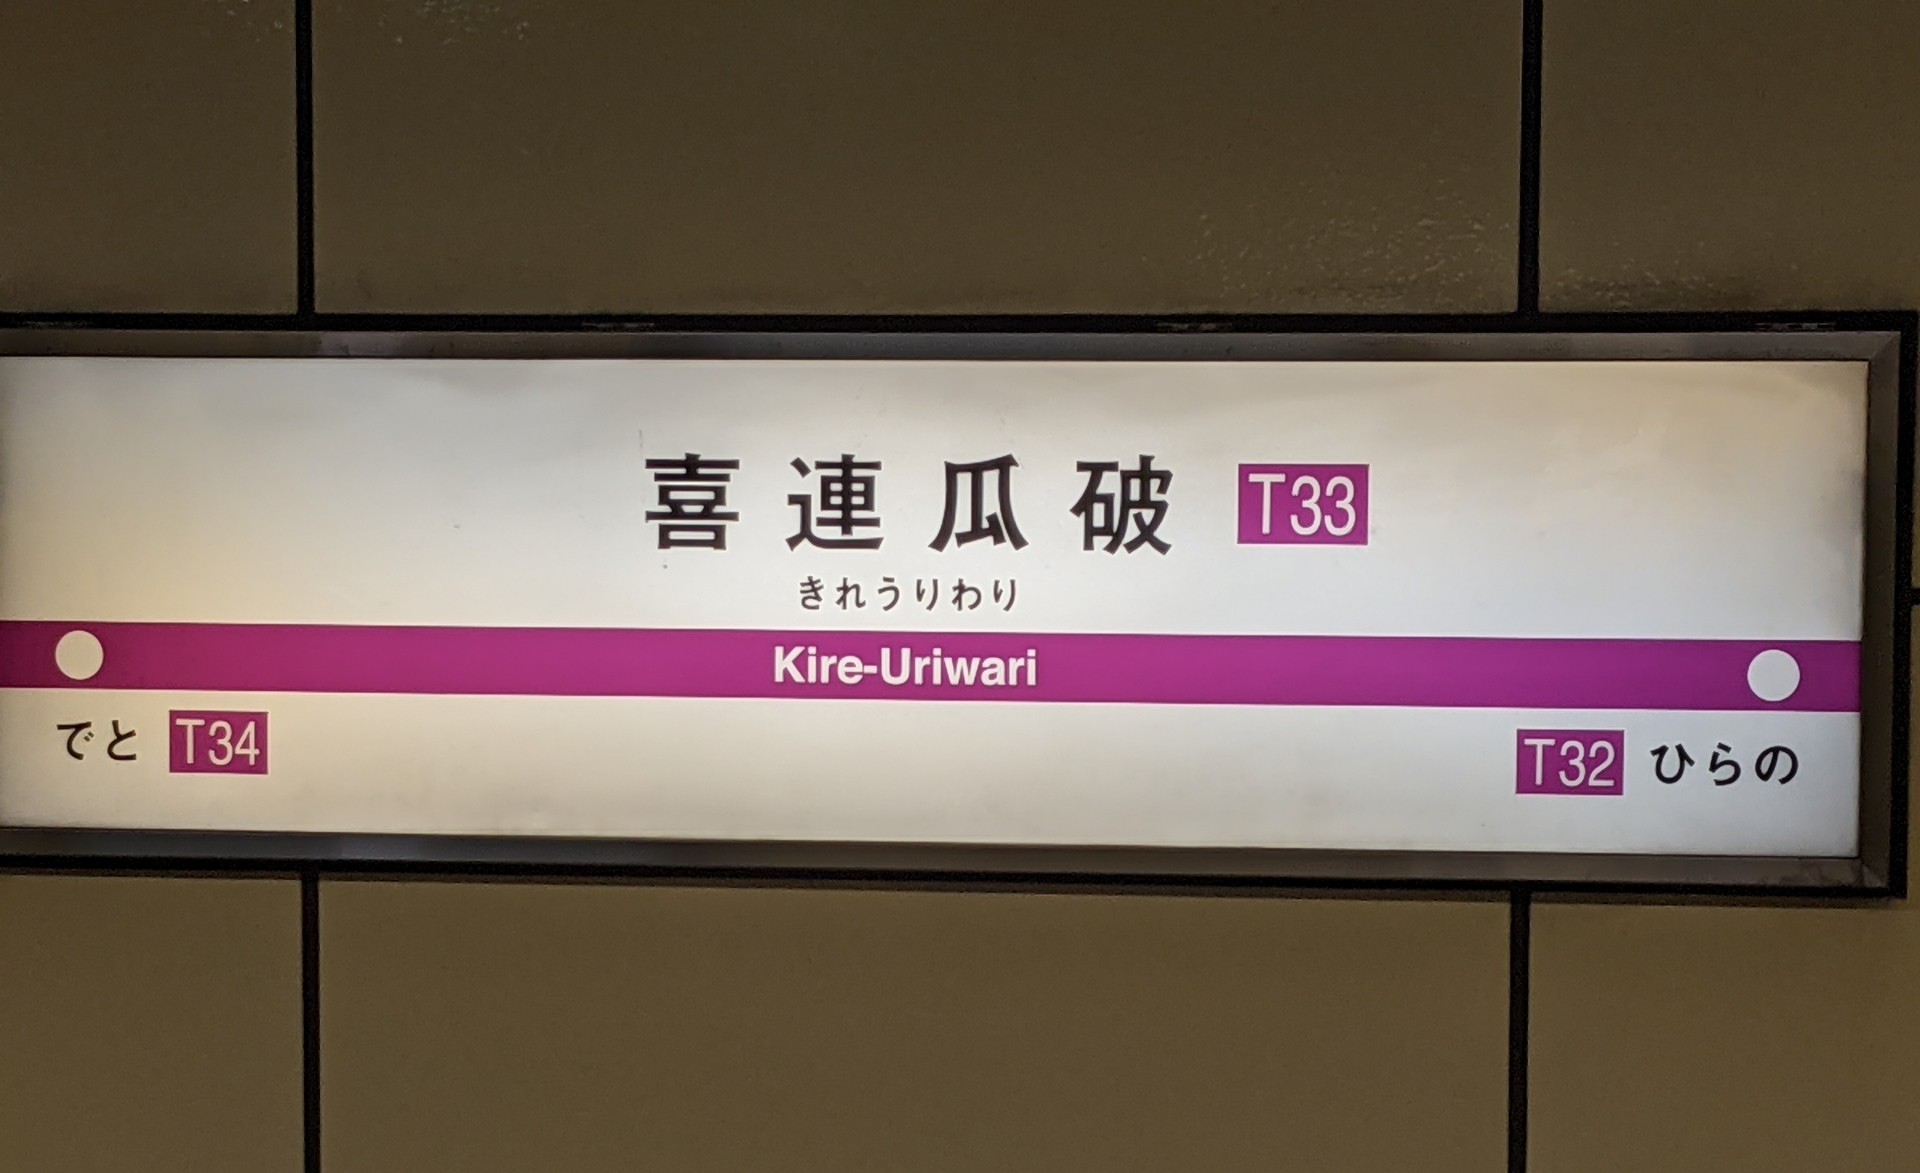 喜連瓜破 T33
きれうりわり
Kire-Uriwari
でと T34
T32 ひらの